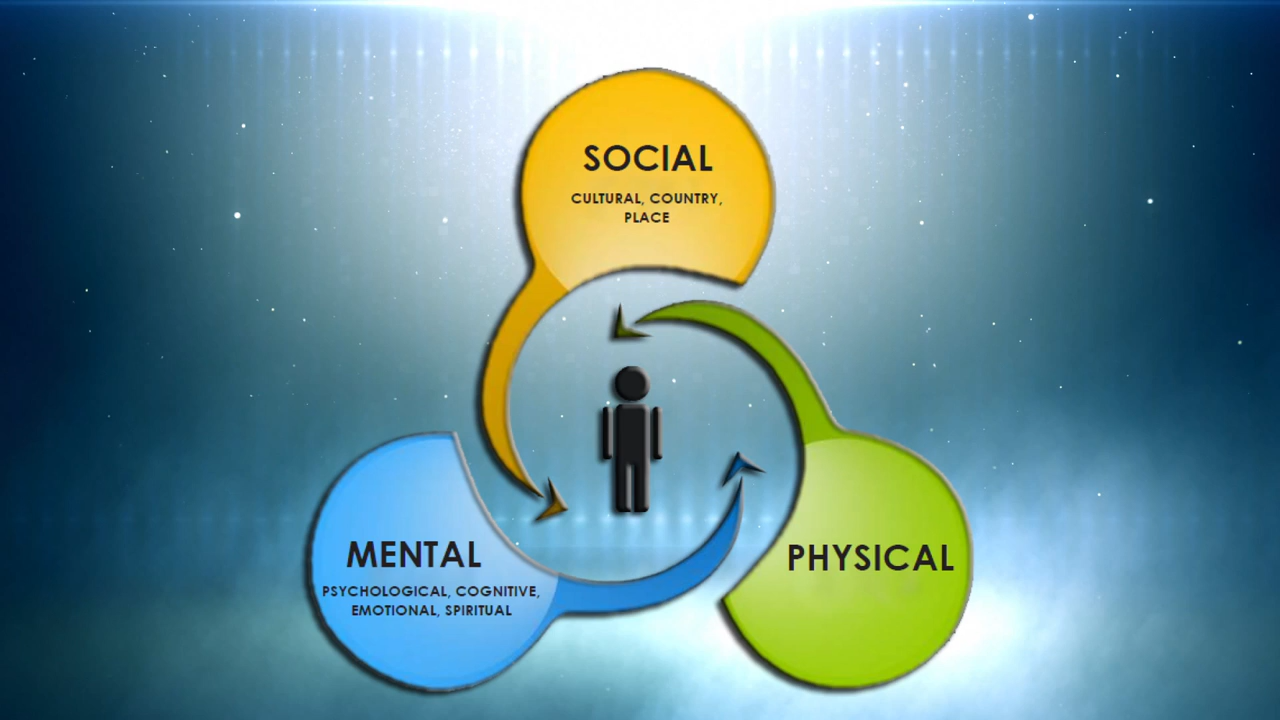 SOCIAL
CULTURAL, COUNTRY,
PLACE
MENTAL
PSYCHOLOGICAL, COGNITIVE,
EMOTIONAL, SPIRITUAL
PHYSICAL